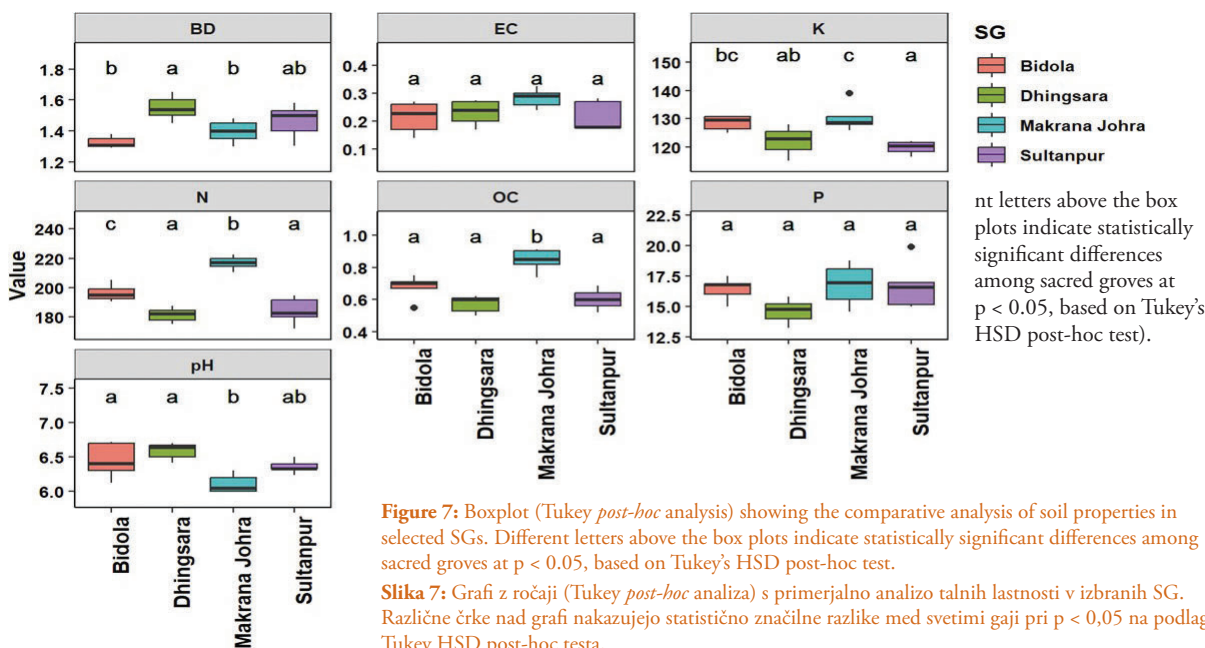 BD
EC
K
1.8
1.6
1.4
1.2
b a b ab
0.4
0.3
0.2
0.1
a a a a
150
140
130
120
bc ab c a
SG
Bidola
Dhingsara
Makrana Johra
Sultanpur
N
OC
P
Value
240
220
200
180
c a b a
1.0
0.8
0.6
0.4
a a b a
22.5
20.0
17.5
15.0
12.5
a a a a
nt letters above the box
plots indicate statistically
significant differences
among sacred groves at
p < 0.05, based on Tukey's
HSD post-hoc test).
pH
7.5
7.0
6.5
6.0
a a b ab
Bidola
Dhingsara
Makrana Johra
Sultanpur
Bidola
Dhingsara
Makrana Johra
Sultanpur
Bidola
Dhingsara
Makrana Johra
Sultanpur
Figure 7: Boxplot (Tukey post-hoc analysis) showing the comparative analysis of soil properties in
selected SGs. Different letters above the box plots indicate statistically significant differences among
sacred groves at p < 0.05, based on Tukey's HSD post-hoc test.
Slika 7: Grafi z ročaji (Tukey post-hoc analiza) s primerjalno analizo talnih lastnosti v izbranih SG.
Različne črke nad grafi nakazujejo statistično značilne razlike med svetimi gaji pri p < 0,05 na podlag
Tukey HSD post-hoc testa